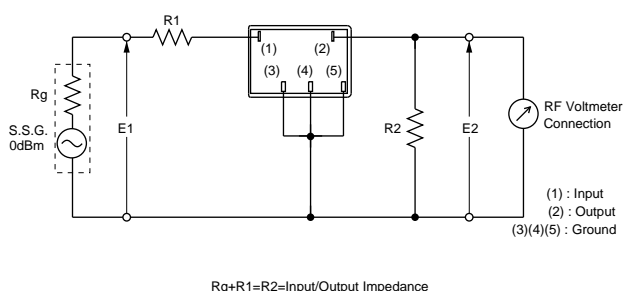 R1
(1)
(2)
(3)
(4)
(5)
Rg
S.S.G.
0dBm
E1
R2
E2
RF Voltmeter
Connection
(1) : Input
(2) : Output
(3)(4)(5) : Ground
Rg+R1=R2=Input/Output Impedance